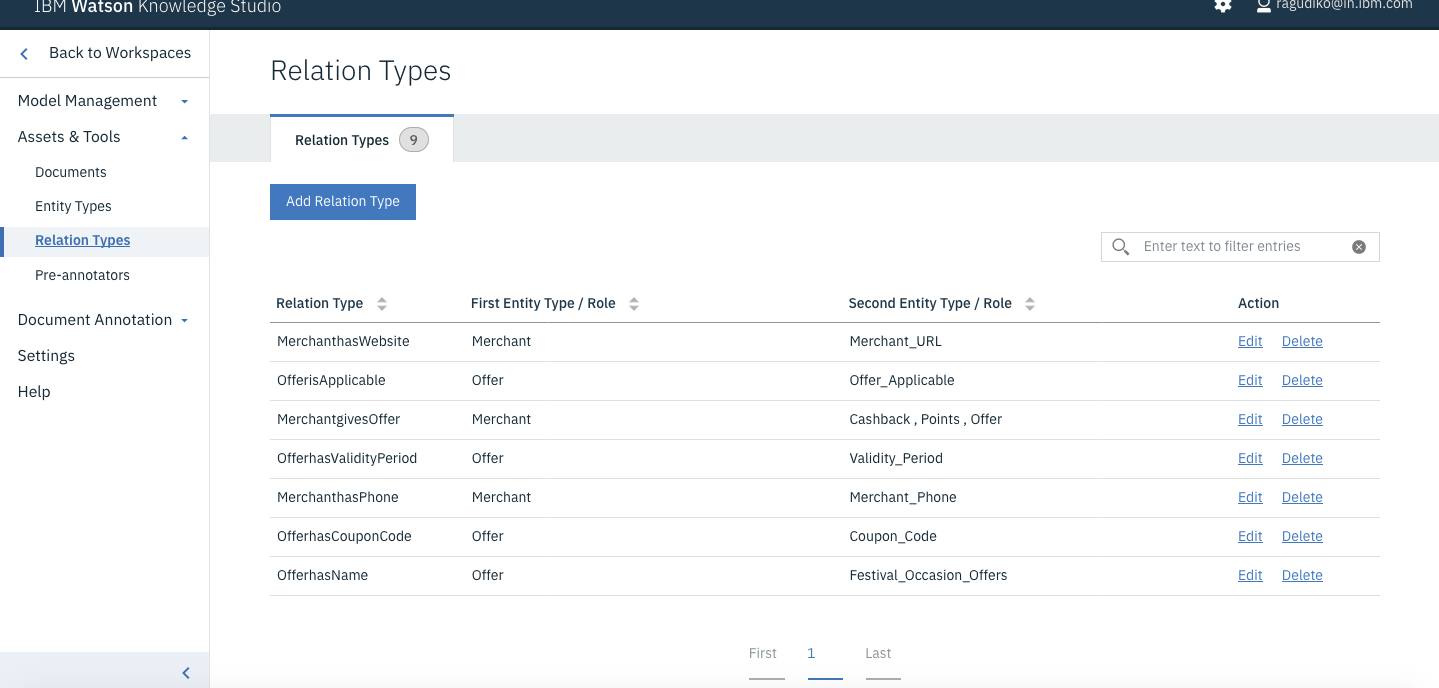 IBM Watson Knowledge Studio
ragudiko@in.ibm.com
Back to Workspaces
Model Management
Assets & Tools
Documents
Entity Types
Relation Types
Pre-annotators
Document Annotation
Settings
Help
Relation Types
Relation Types 9
Add Relation Type
Enter text to filter entries
Relation Type First Entity Type / Role Second Entity Type / Role Action
MerchanthasWebsite Merchant Merchant_URL Edit Delete
OfferisApplicable Offer Offer_Applicable Edit Delete
MerchantgivesOffer Merchant Cashback , Points , Offer Edit Delete
OfferhasValidityPeriod Offer Validity_Period Edit Delete
MerchanthasPhone Merchant Merchant_Phone Edit Delete
OfferhasCouponCode Offer Coupon_Code Edit Delete
OfferhasName Offer Festival_Occasion_Offers Edit Delete
First 1 Last